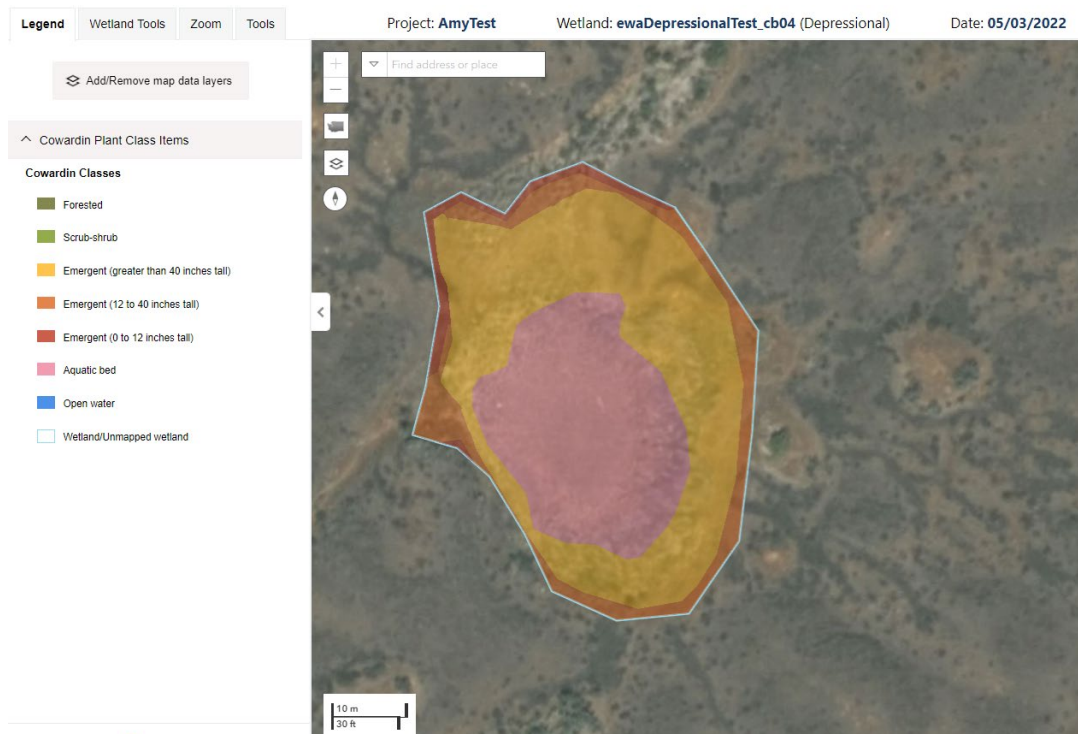 Legend
Wetland Tools
Zoom
Tools
Project: AmyTest
Wetland: ewaDepressionalTest_cb04 (Depressional)
Date: 05/03/2022
Add/Remove map data layers
Find address or place
Cowardin Plant Class Items
Cowardin Classes
Forested
Scrub-shrub
Emergent (greater than 40 inches tall)
Emergent (12 to 40 inches tall)
Emergent (0 to 12 inches tall)
Aquatic bed
Open water
Wetland/Unmapped wetland
10 m
30 ft